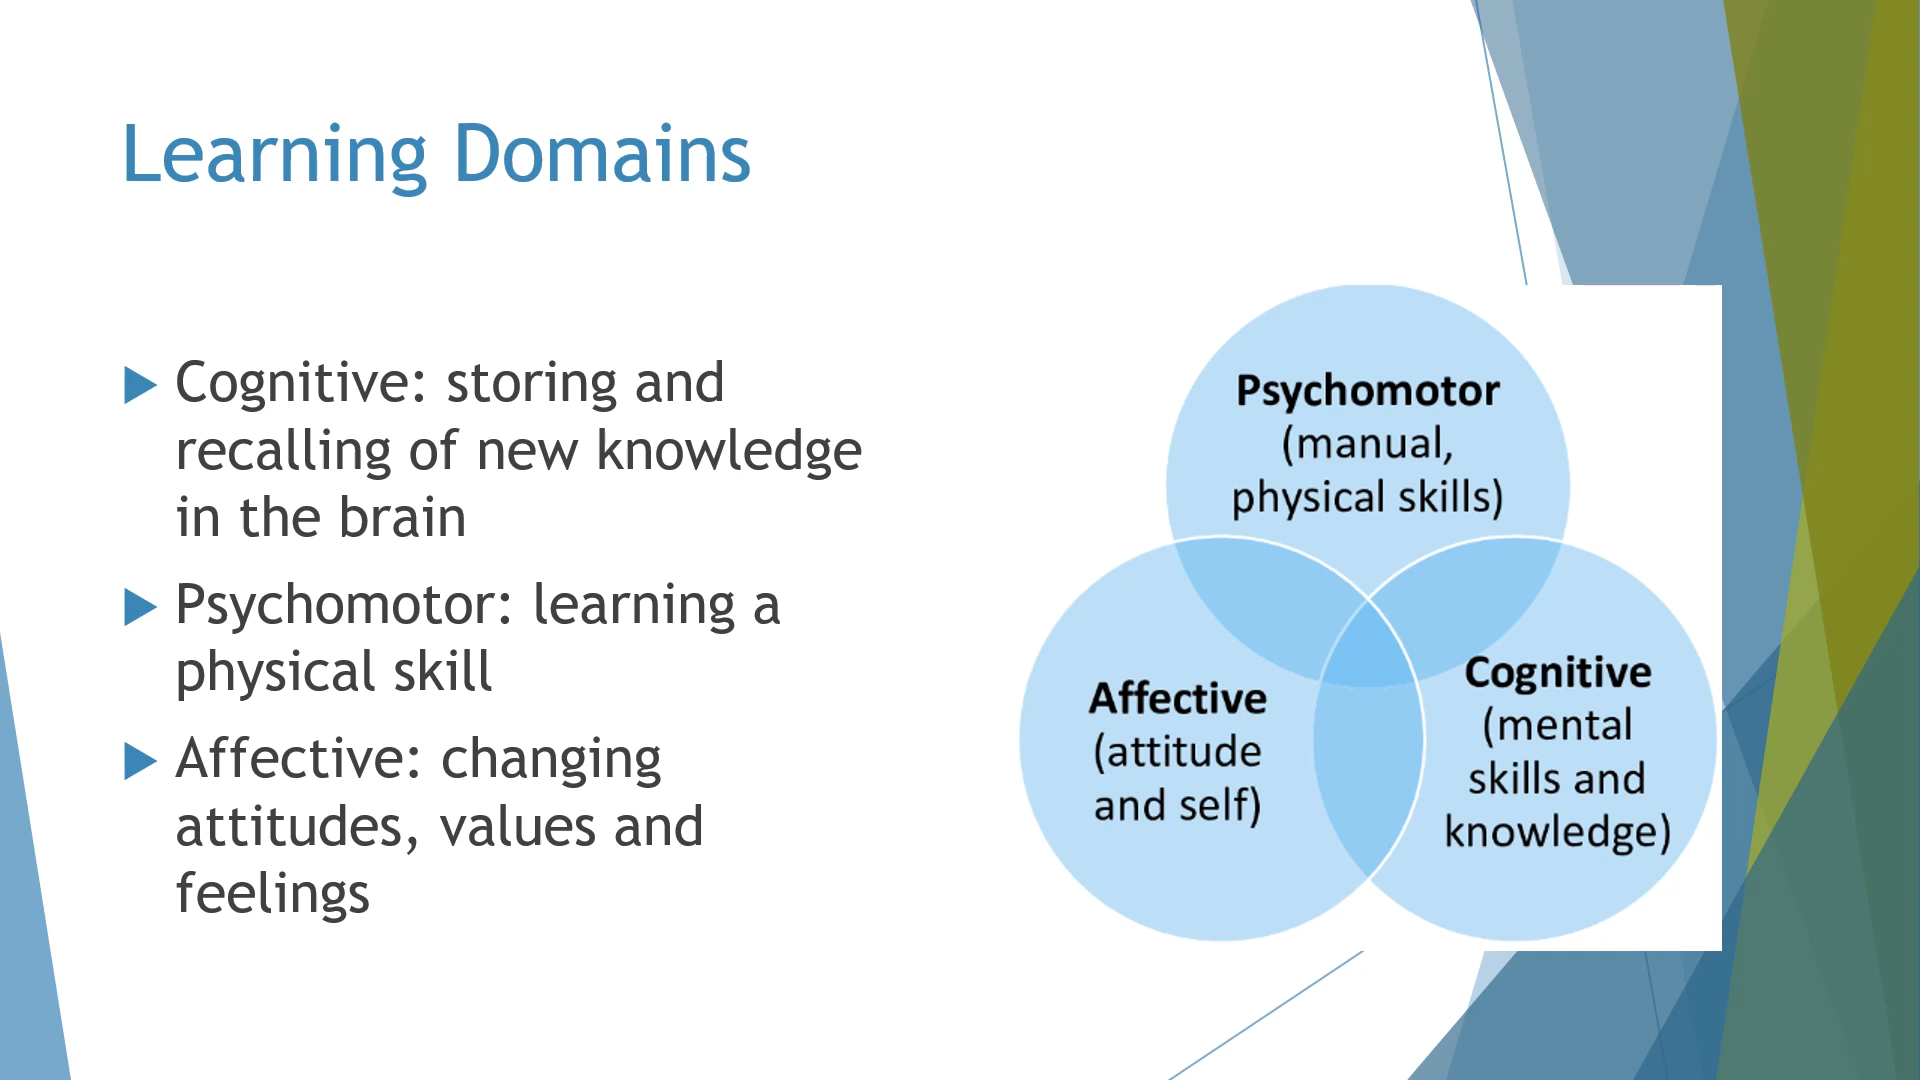 Learning Domains
Cognitive: storing and
recalling of new knowledge
in the brain
Psychomotor: learning a
physical skill
Affective: changing
attitudes, values and
feelings
Psychomotor
(manual,
physical skills)
Affective
(attitude
and self)
Cognitive
(mental
skills and
knowledge)